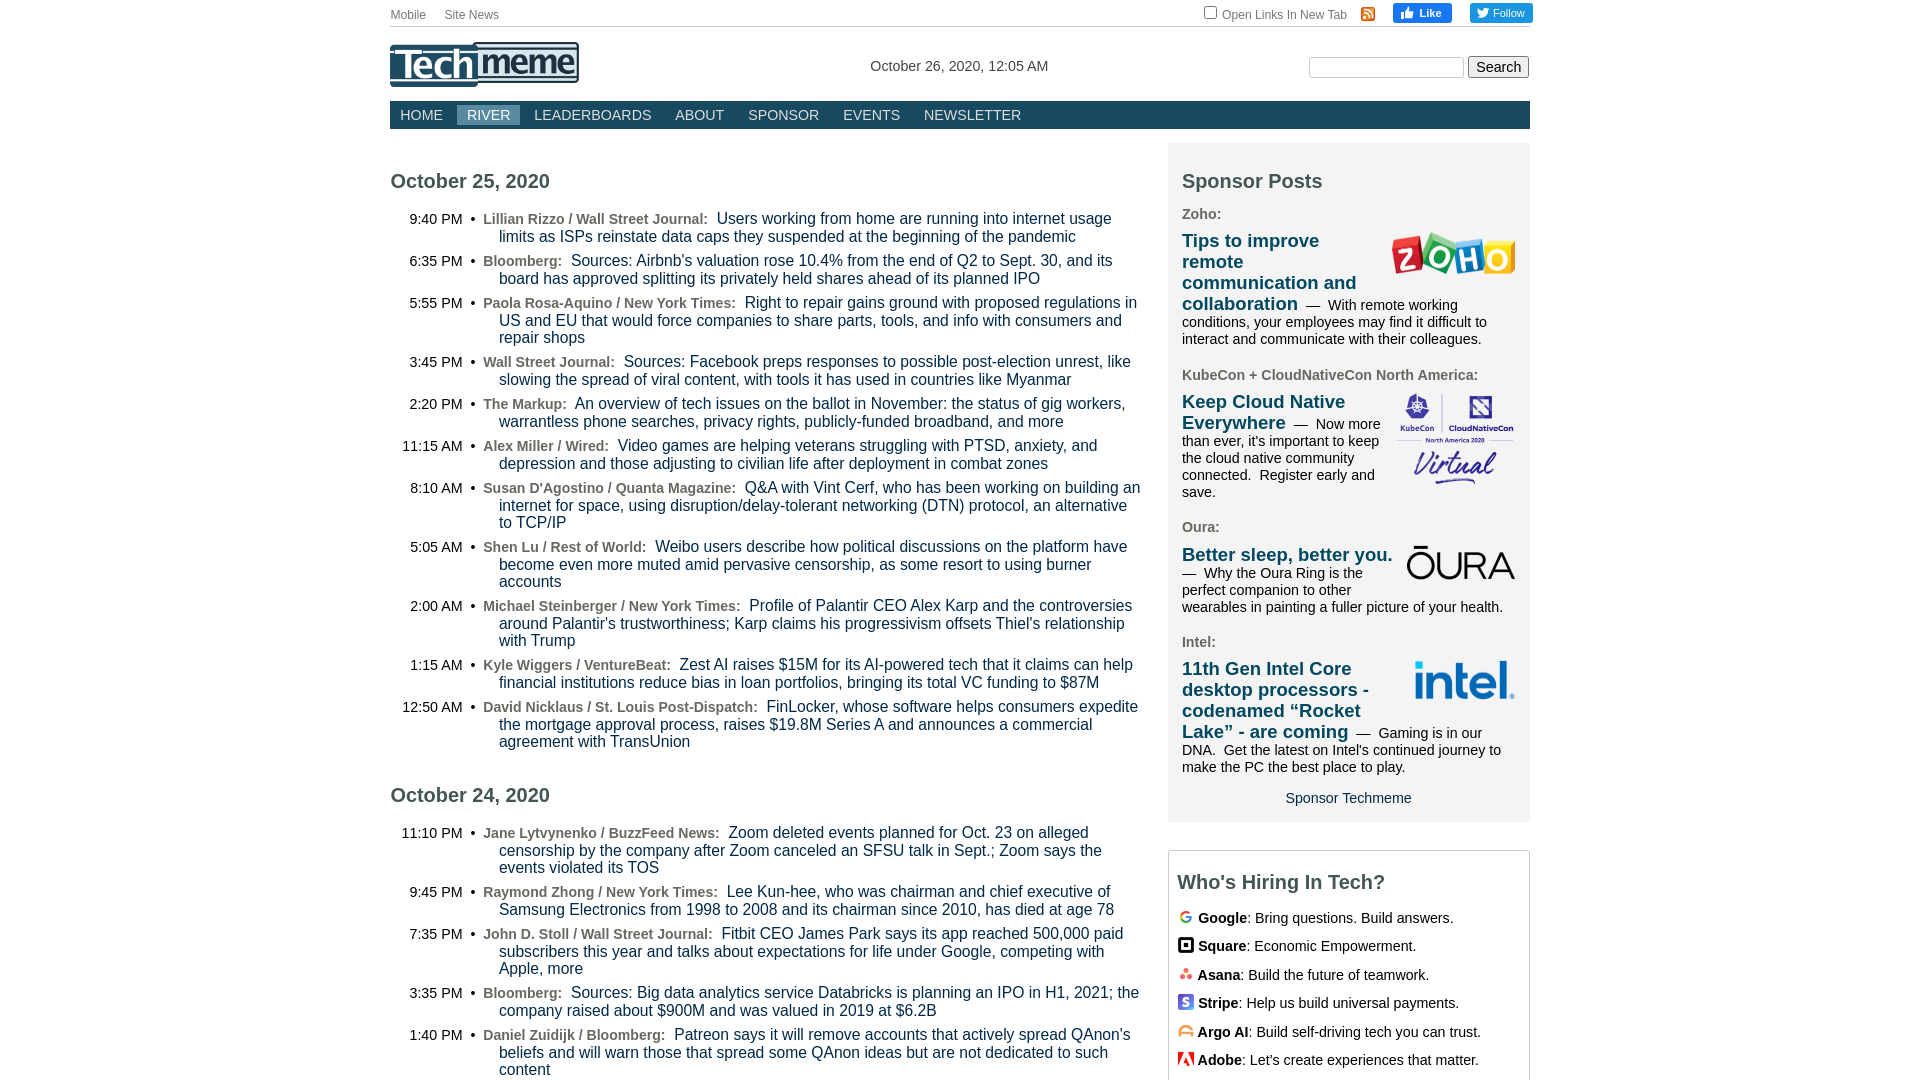 Mobile Site News Open Links In New Tab Like Follow
Techmeme October 26, 2020, 12:05 AM Search
HOME RIVER LEADERBOARDS ABOUT SPONSOR EVENTS NEWSLETTER
October 25, 2020
9:40 PM • Lillian Rizzo / Wall Street Journal: Users working from home are running into internet usage
limits as ISPs reinstate data caps they suspended at the beginning of the pandemic
6:35 PM • Bloomberg: Sources: Airbnb's valuation rose 10.4% from the end of Q2 to Sept. 30, and its
board has approved splitting its privately held shares ahead of its planned IPO
5:55 PM • Paola Rosa-Aquino / New York Times: Right to repair gains ground with proposed regulations in
US and EU that would force companies to share parts, tools, and info with consumers and
repair shops
3:45 PM • Wall Street Journal: Sources: Facebook preps responses to possible post-election unrest, like
slowing the spread of viral content, with tools it has used in countries like Myanmar
2:20 PM • The Markup: An overview of tech issues on the ballot in November: the status of gig workers,
warrantless phone searches, privacy rights, publicly-funded broadband, and more
11:15 AM • Alex Miller / Wired: Video games are helping veterans struggling with PTSD, anxiety, and
depression and those adjusting to civilian life after deployment in combat zones
8:10 AM • Susan D'Agostino / Quanta Magazine: Q&A with Vint Cerf, who has been working on building an
internet for space, using disruption/delay-tolerant networking (DTN) protocol, an alternative
to TCP/IP
5:05 AM • Shen Lu / Rest of World: Weibo users describe how political discussions on the platform have
become even more muted amid pervasive censorship, as some resort to using burner
accounts
2:00 AM • Michael Steinberger / New York Times: Profile of Palantir CEO Alex Karp and the controversies
around Palantir's trustworthiness; Karp claims his progressivism offsets Thiel's relationship
with Trump
1:15 AM • Kyle Wiggers / VentureBeat: Zest AI raises $15M for its AI-powered tech that it claims can help
financial institutions reduce bias in loan portfolios, bringing its total VC funding to $87M
12:50 AM • David Nicklaus / St. Louis Post-Dispatch: FinLocker, whose software helps consumers expedite
the mortgage approval process, raises $19.8M Series A and announces a commercial
agreement with TransUnion
October 24, 2020
11:10 PM • Jane Lytvynenko / BuzzFeed News: Zoom deleted events planned for Oct. 23 on alleged
censorship by the company after Zoom canceled an SFSU talk in Sept.; Zoom says the
events violated its TOS
9:45 PM • Raymond Zhong / New York Times: Lee Kun-hee, who was chairman and chief executive of
Samsung Electronics from 1998 to 2008 and its chairman since 2010, has died at age 78
7:35 PM • John D. Stoll / Wall Street Journal: Fitbit CEO James Park says its app reached 500,000 paid
subscribers this year and talks about expectations for life under Google, competing with
Apple, more
3:35 PM • Bloomberg: Sources: Big data analytics service Databricks is planning an IPO in H1, 2021; the
company raised about $900M and was valued in 2019 at $6.2B
1:40 PM • Daniel Zuidijk / Bloomberg: Patreon says it will remove accounts that actively spread QAnon's
beliefs and will warn those that spread some QAnon ideas but are not dedicated to such
content
Sponsor Posts
Zoho:
Tips to improve
remote
communication and
collaboration — With remote working
conditions, your employees may find it difficult to
interact and communicate with their colleagues.
ZOHO
KubeCon + CloudNativeCon North America:
Keep Cloud Native
Everywhere — Now more
than ever, it's important to keep
the cloud native community
connected. Register early and
save.
KubeCon CloudNativeCon
North America 2020
Virtual
Oura:
Better sleep, better you.
— Why the Oura Ring is the
perfect companion to other
wearables in painting a fuller picture of your health.
ŌURA
Intel:
11th Gen Intel Core
desktop processors -
codenamed “Rocket
Lake” - are coming — Gaming is in our
DNA. Get the latest on Intel's continued journey to
make the PC the best place to play.
intel®
Sponsor Techmeme
Who's Hiring In Tech?
Google: Bring questions. Build answers.
Square: Economic Empowerment.
Asana: Build the future of teamwork.
Stripe: Help us build universal payments.
Argo AI: Build self-driving tech you can trust.
Adobe: Let’s create experiences that matter.